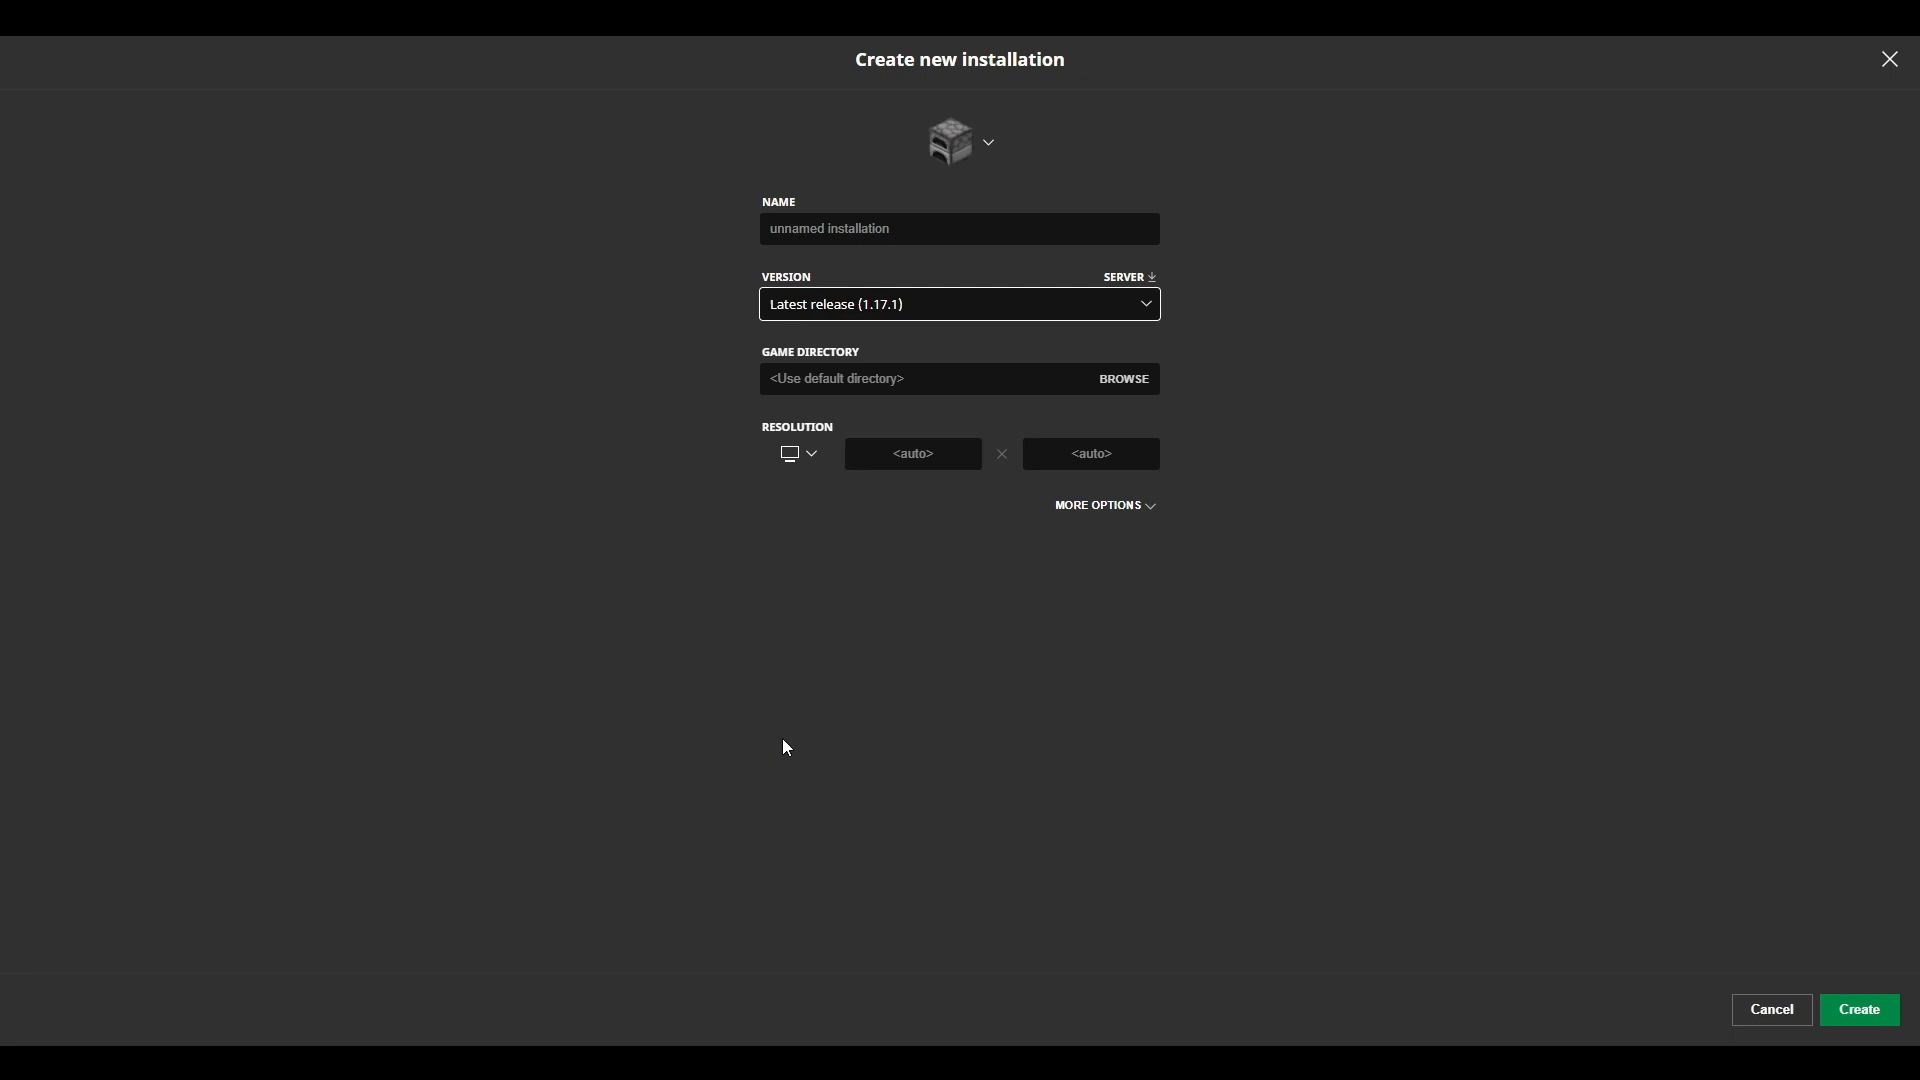 Create new installation
NAME
unnamed installation
VERSION
SERVER
Latest release (1.17.1)
GAME DIRECTORY
<Use default directory>
BROWSE
RESOLUTION
<auto>
<auto>
MORE OPTIONS
Cancel
Create